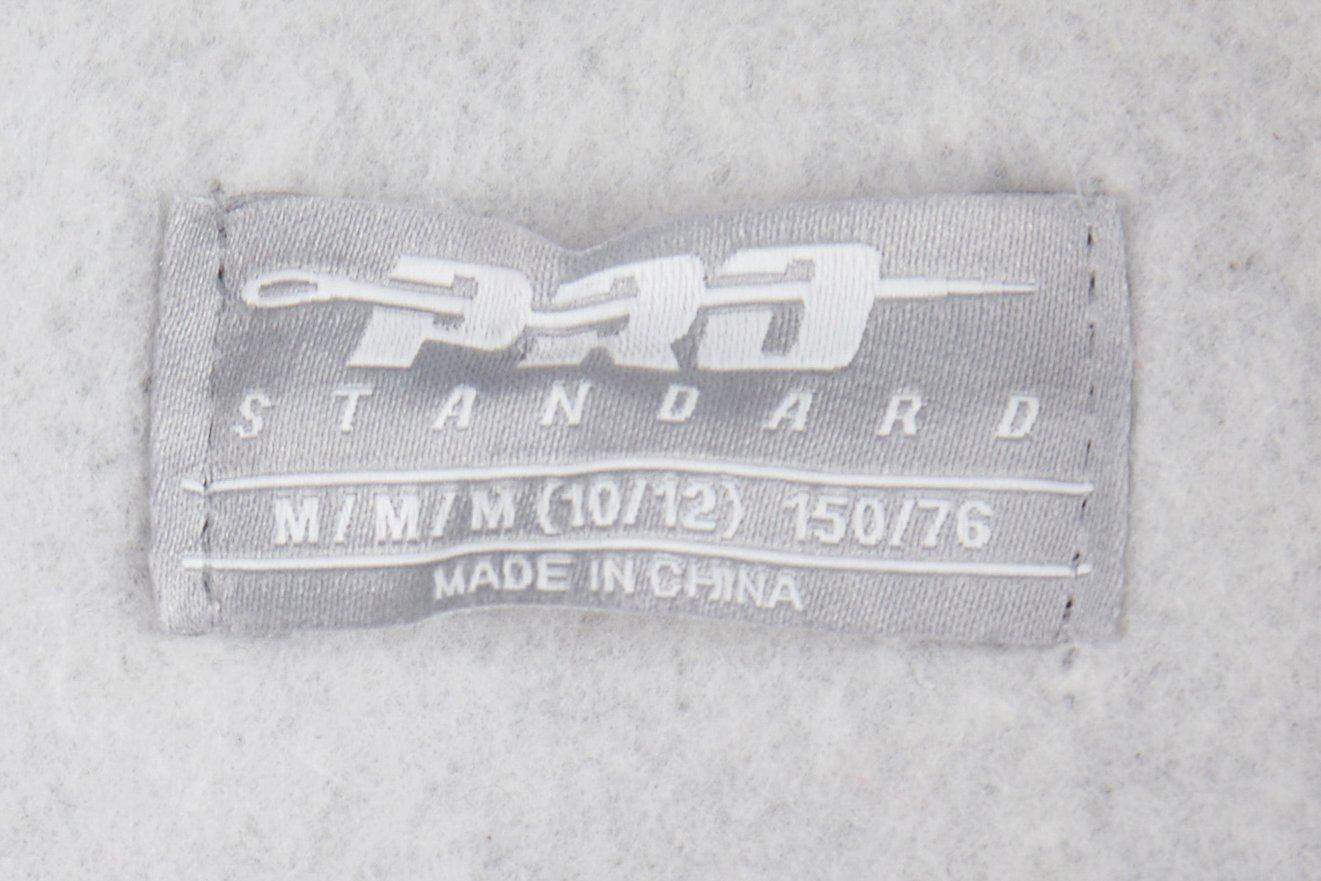 PRO
STANDARD
M/M/M (10/12) 150/76
MADE IN CHINA